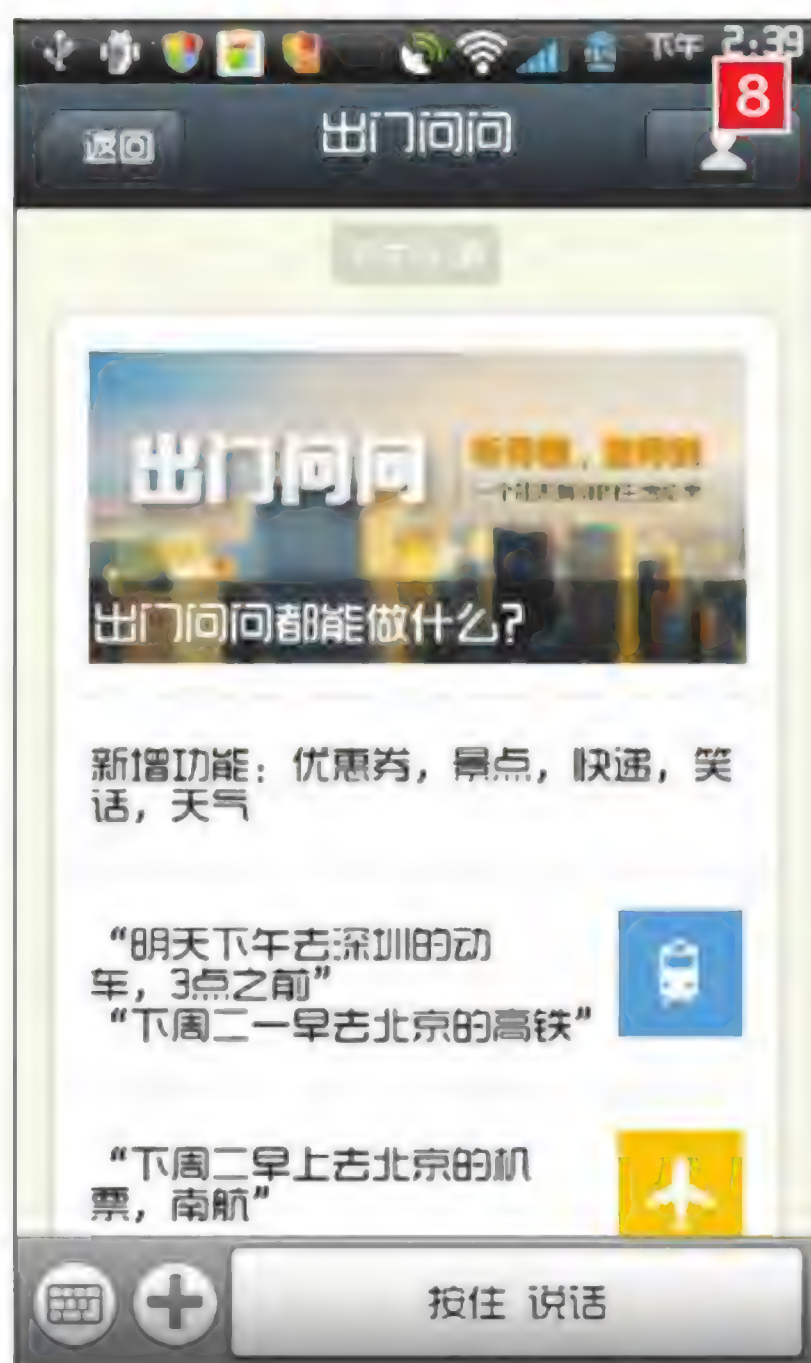 下午 2:39
8
返回
出门问问
出门问问
出门问问都能做什么?
新增功能：优惠券，景点，快递，笑
话，天气
“明天下午去深圳的动
车，3点之前”
“下周二一早去北京的高铁”
“下周二早上去北京的机
票，南航”
按住 说话